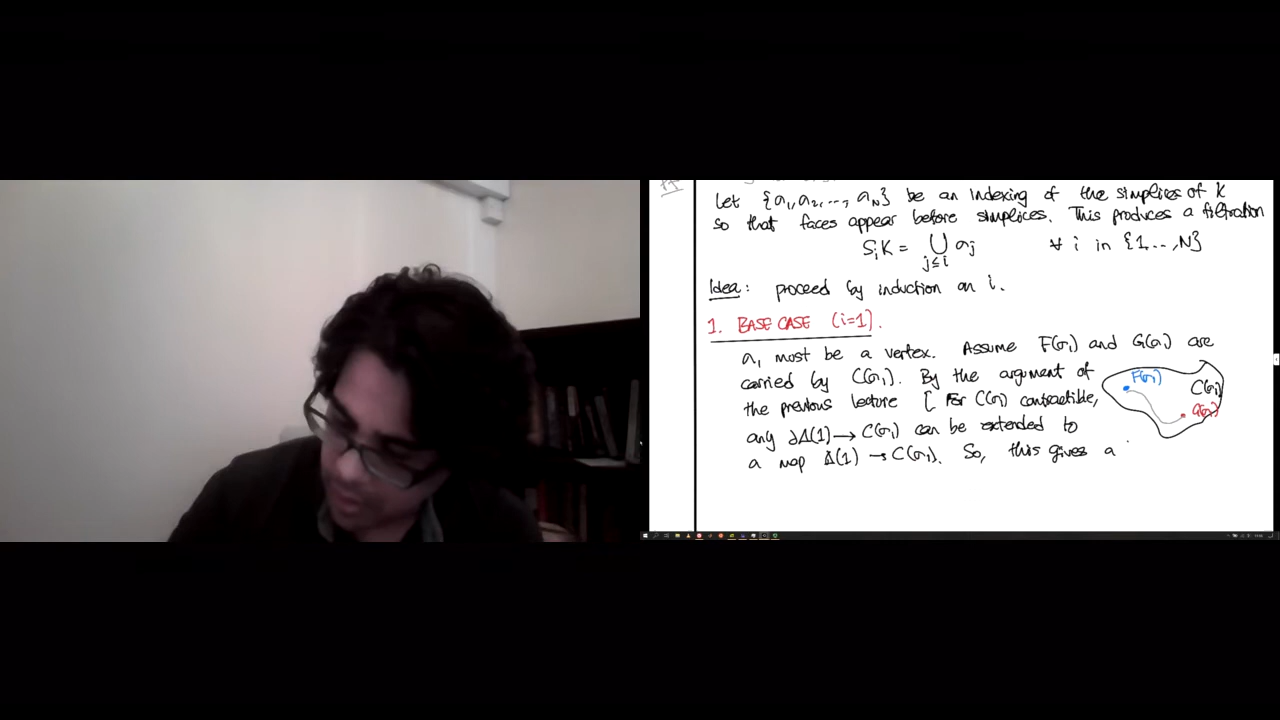 Pf
Let {σ₁, σ₂, ..., σ_N} be an indexing of the simplices of K
so that faces appear before simplices. This produces a filtration
SᵢK = ⋃_{j≤i} σⱼ ∀ i in {1...,N}
Idea: proceed by induction on i.
1. BASE CASE (i=1).
σ₁ must be a vertex. Assume F(σ₁) and G(σ₁) are
carried by C(σ₁). By the argument of
the previous lecture [ For C(σ₁) contractible,
any ∂Δ(1) → C(σ₁) can be extended to
a map Δ(1) → C(σ₁). So, this gives a
F(σ₁)
C(σ₁)
G(σ₁)